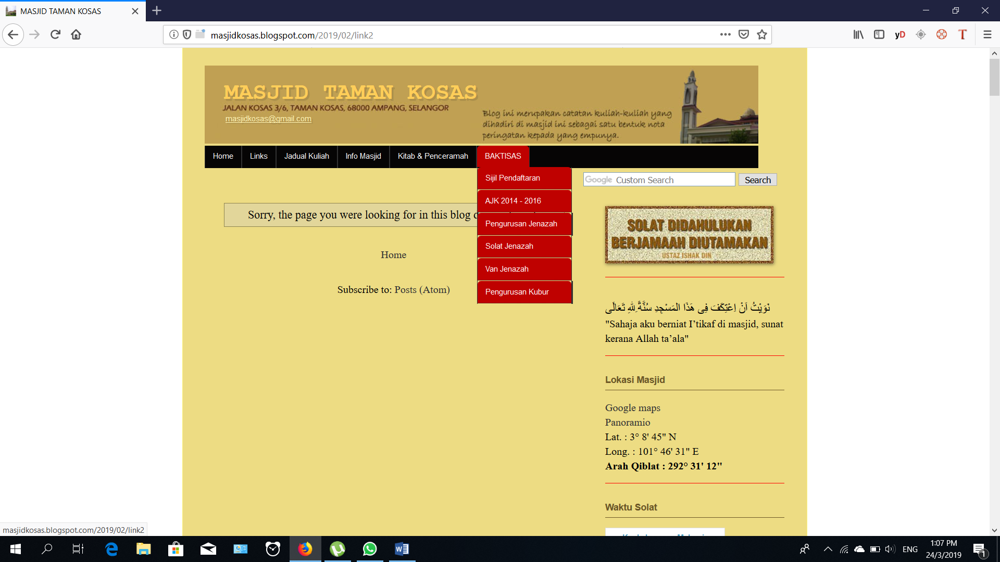 MASJID TAMAN KOSAS
masjidkosas.blogspot.com/2019/02/link2
yD
T
MASJID TAMAN KOSAS
JALAN KOSAS 3/6, TAMAN KOSAS, 68000 AMPANG, SELANGOR
masjidkosas@gmail.com
Blog ini merupakan catatan kuliah-kuliah yang
dihadiri di masjid ini sebagai satu bentuk nota
peringatan kepada yang empunya.
Home Links Jadual Kuliah Info Masjid Kitab & Penceramah BAKTISAS
Sijil Pendaftaran
AJK 2014 - 2016
Pengurusan Jenazah
Solat Jenazah
Van Jenazah
Pengurusan Kubur
Google Custom Search Search
Sorry, the page you were looking for in this blog
Home
Subscribe to: Posts (Atom)
SOLAT DIDAHULUKAN
BERJAMAAH DIUTAMAKAN
USTAZ ISHAK DIN
نَوَيْتُ اَنْ اِعْتِكَفَ فِى هَذَا المَسْجِدِ سُنَّةً ِللهِ تَعَالَى
"Sahaja aku berniat I’tikaf di masjid, sunat
kerana Allah ta’ala"
Lokasi Masjid
Google maps
Panoramio
Lat. : 3° 8' 45" N
Long. : 101° 46' 31" E
Arah Qiblat : 292° 31' 12"
Waktu Solat
masjidkosas.blogspot.com/2019/02/link2
ENG
1:07 PM
24/3/2019
1